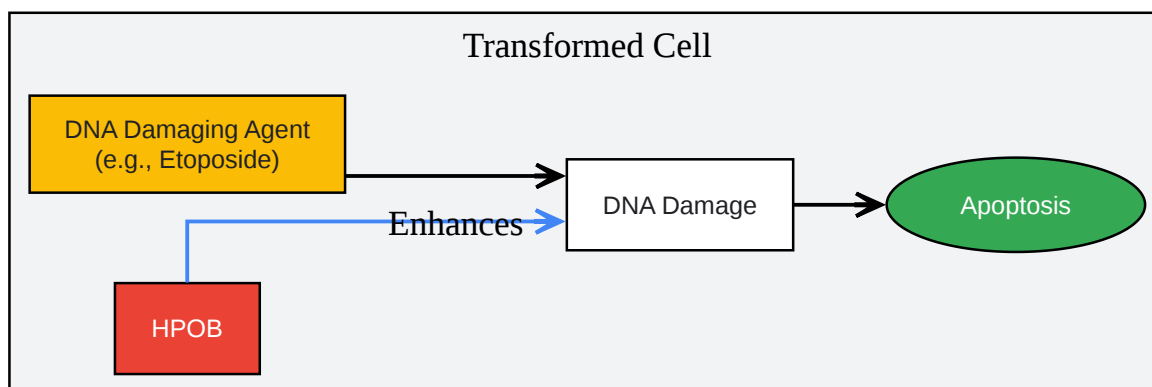 Transformed Cell
DNA Damaging Agent
(e.g., Etoposide)
DNA Damage
Apoptosis
Enhances
HPOB